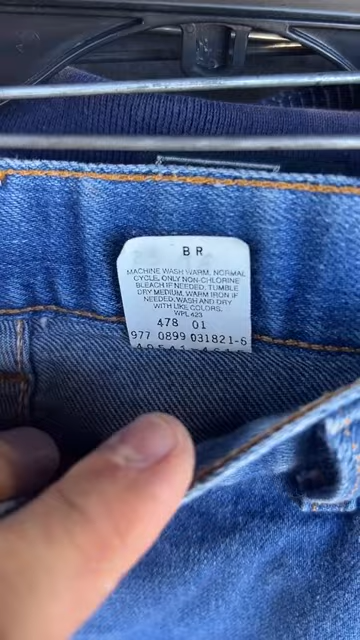 BR
MACHINE WASH WARM, NORMAL
CYCLE, ONLY NON-CHLORINE
BLEACH IF NEEDED, TUMBLE
DRY MEDIUM, WARM IRON IF
NEEDED, WASH AND DRY
WITH LIKE COLORS.
WPL 423
478 01
977 0899 031821-6